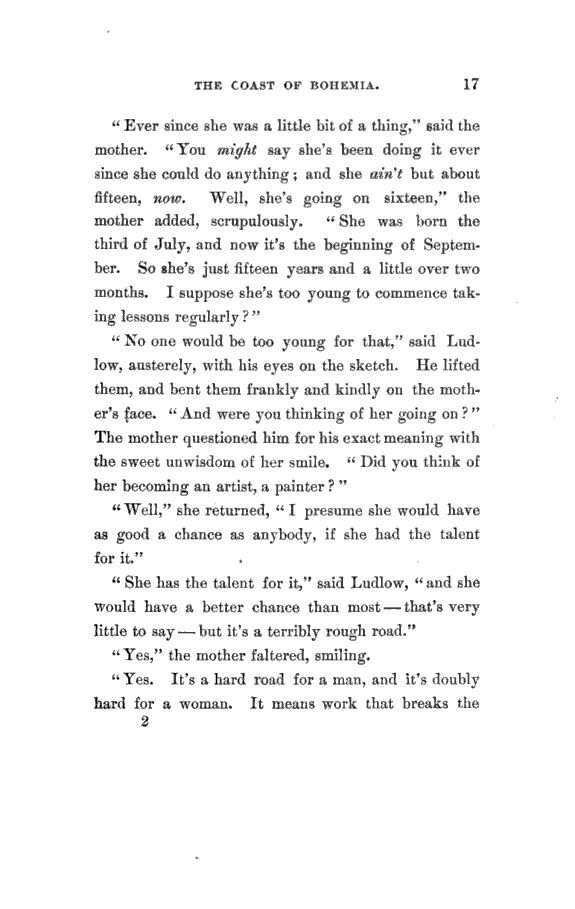 THE COAST OF BOHEMIA. 17
“Ever since she was a little bit of a thing,” said the
mother. “You might say she's been doing it ever
since she could do anything; and she ain't but about
fifteen, now. Well, she's going on sixteen,” the
mother added, scrupulously. “She was born the
third of July, and now it's the beginning of Septem-
ber. So she's just fifteen years and a little over two
months. I suppose she's too young to commence tak-
ing lessons regularly?”
“No one would be too young for that,” said Lud-
low, austerely, with his eyes on the sketch. He lifted
them, and bent them frankly and kindly on the moth-
er's face. “And were you thinking of her going on?”
The mother questioned him for his exact meaning with
the sweet unwisdom of her smile. “Did you think of
her becoming an artist, a painter?”
“Well,” she returned, “I presume she would have
as good a chance as anybody, if she had the talent
for it.”
“She has the talent for it,” said Ludlow, “and she
would have a better chance than most—that's very
little to say—but it's a terribly rough road.”
“Yes,” the mother faltered, smiling.
“Yes. It's a hard road for a man, and it's doubly
hard for a woman. It means work that breaks the
2